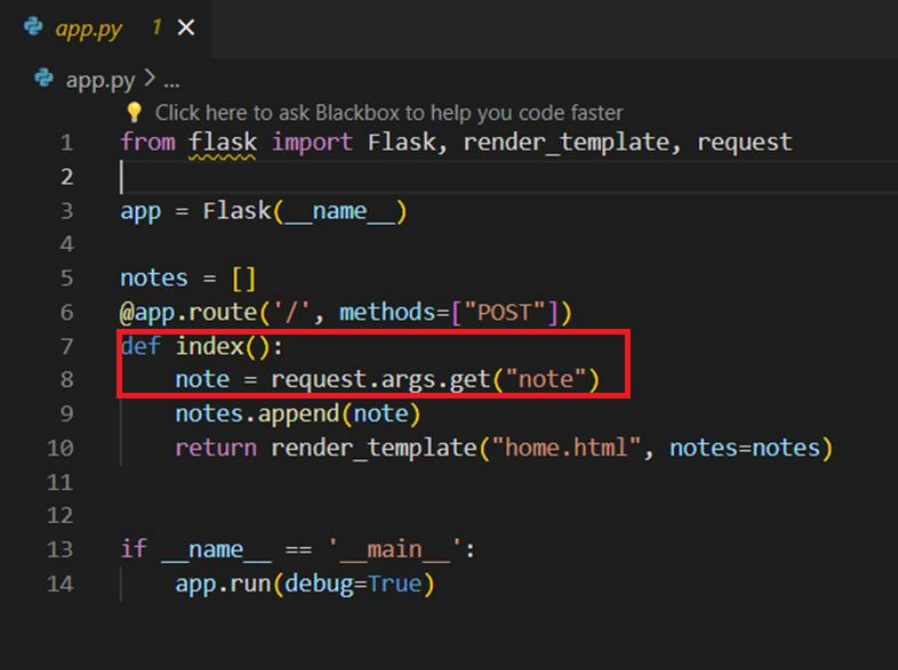 app.py 1 ×
app.py > ...
Click here to ask Blackbox to help you code faster
1 from flask import Flask, render_template, request
2
3 app = Flask(__name__)
4
5 notes = []
6 @app.route('/', methods=["POST"])
7 def index():
8     note = request.args.get("note")
9     notes.append(note)
10     return render_template("home.html", notes=notes)
11
12
13 if __name__ == '__main__':
14     app.run(debug=True)